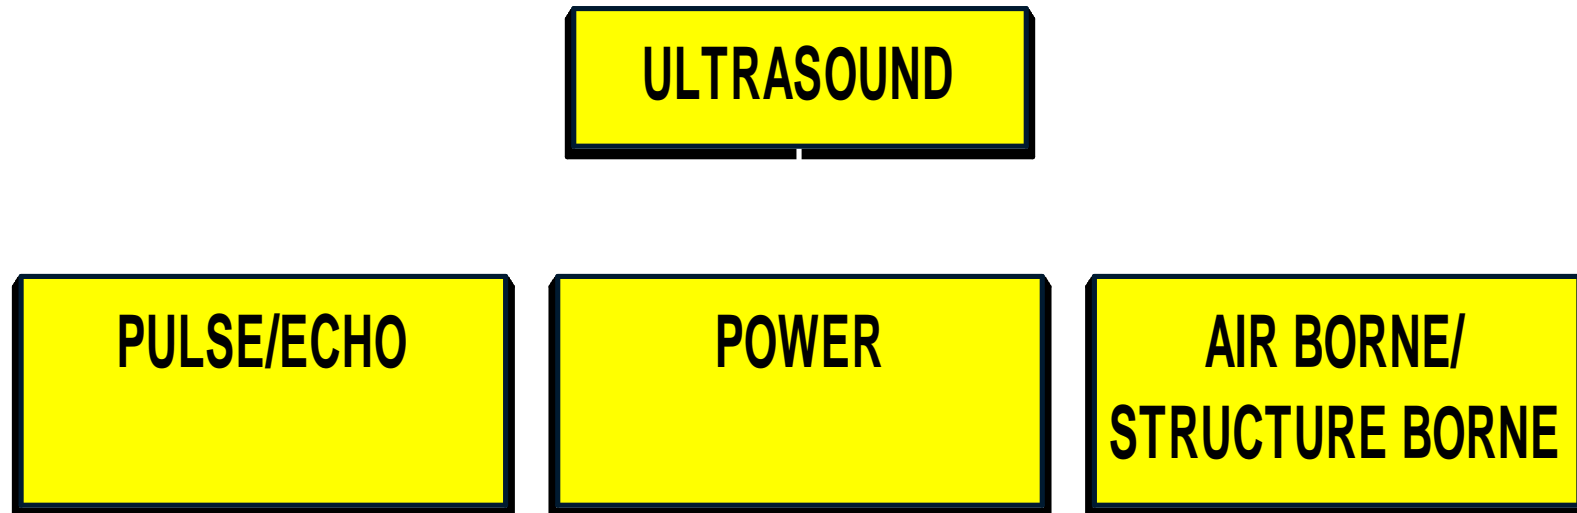 ULTRASOUND
PULSE/ECHO
POWER
AIR BORNE/
STRUCTURE BORNE